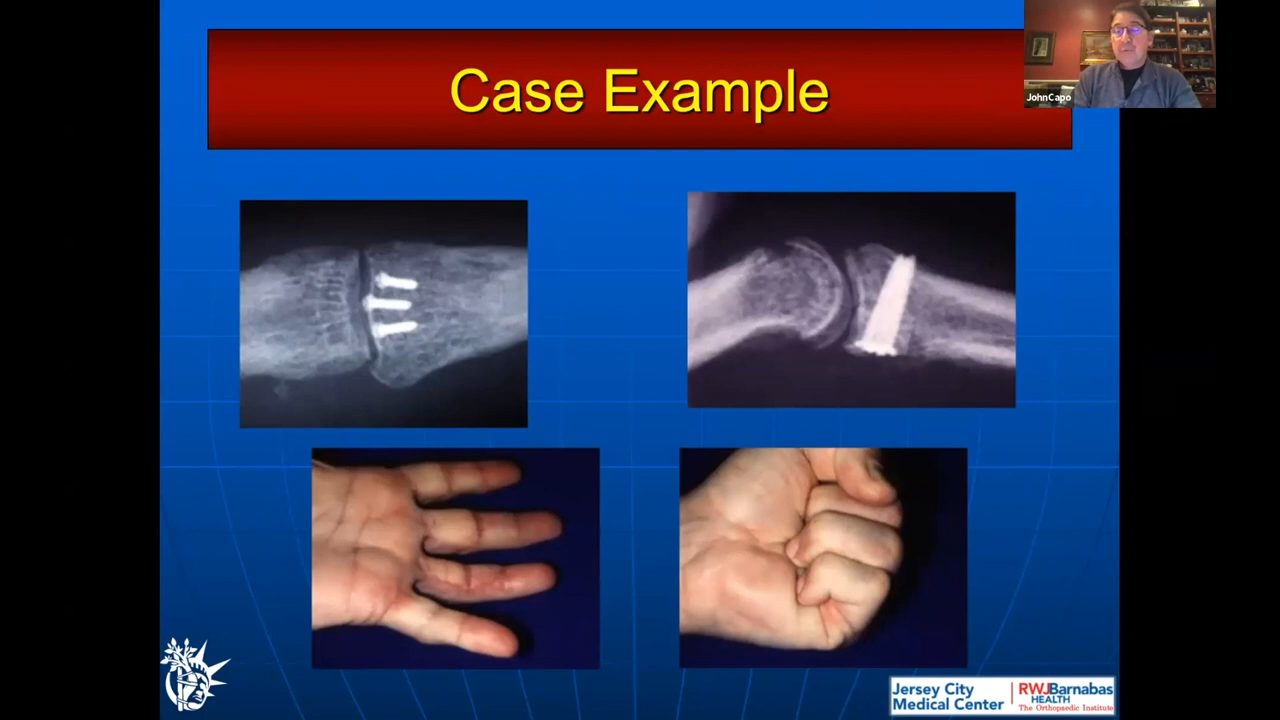 Case Example
JohnCapo
Jersey City
Medical Center
RWJBarnabas
HEALTH
The Orthopaedic Institute